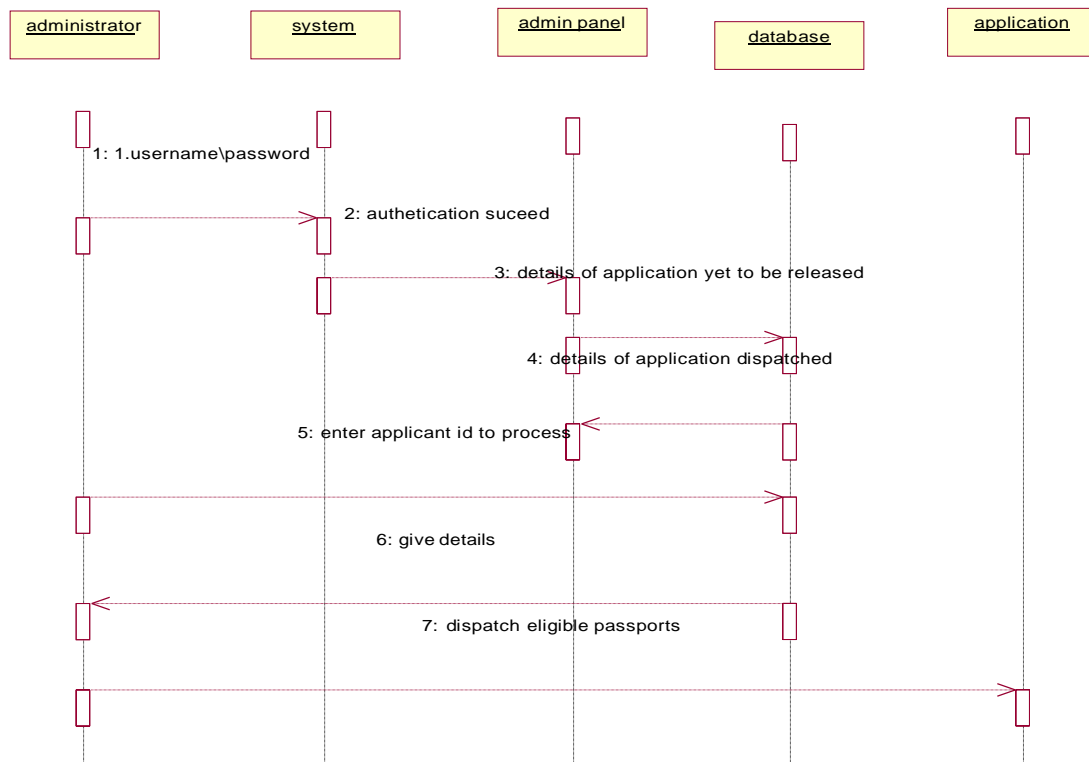 administrator
system
admin panel
database
application
1: 1.username\password
2: authetication suceed
3: details of application yet to be released
4: details of application dispatched
5: enter applicant id to process
6: give details
7: dispatch eligible passports